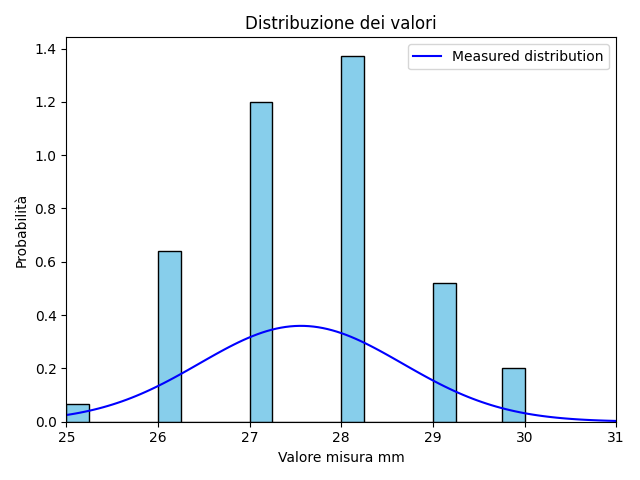 Distribuzione dei valori
Measured distribution
Probabilità
1.4
1.2
1.0
0.8
0.6
0.4
0.2
0.0
25 26 27 28 29 30 31
Valore misura mm